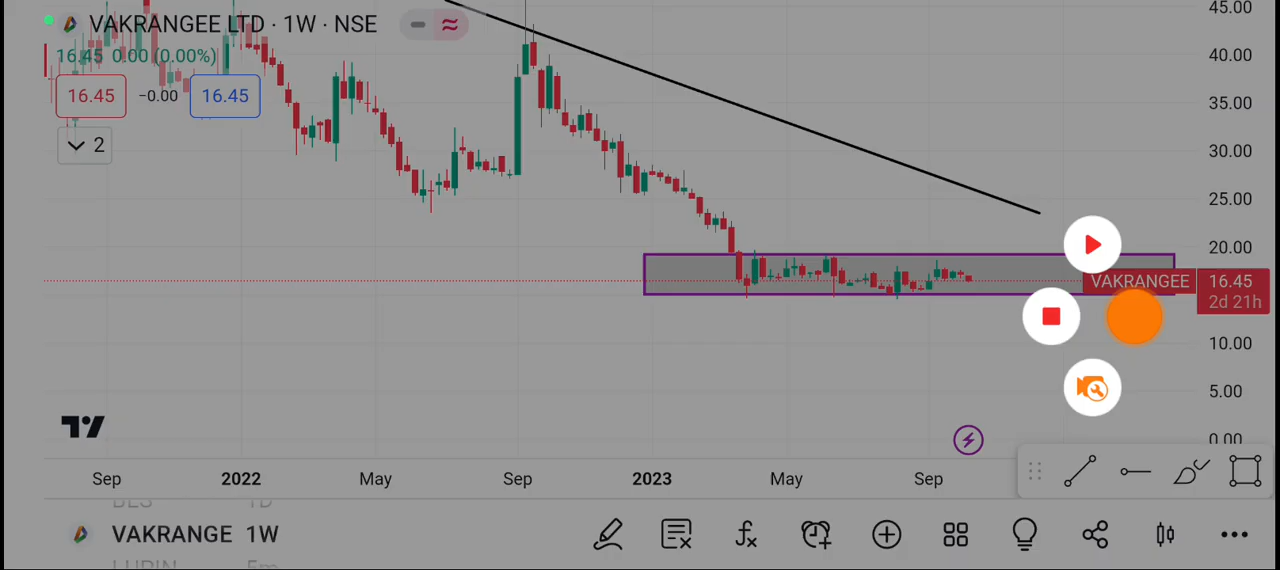 VAKRANGEE LTD · 1W · NSE
16.45 0.00 (0.00%)
16.45 −0.00 16.45
2
45.00
40.00
35.00
30.00
25.00
20.00
VAKRANGEE 16.45
2d 21h
10.00
5.00
0.00
Sep 2022 May Sep 2023 May Sep
VAKRANGE 1W
LUPIN 5m